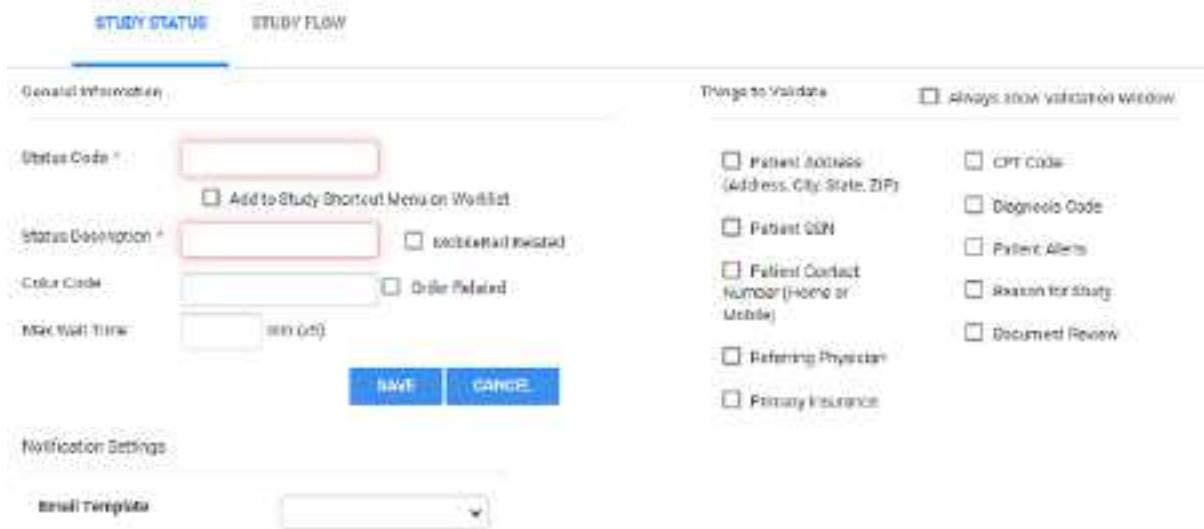 STUDY STATUS STUDY FLOW
General Information
Things to Validate
Always show validation window
Status Code *
Add to Study Shortcut Menu on Worklist
Status Description *
MobileRad Related
Color Code
Order Related
Max Wait Time
min
SAVE CANCEL
Patient Address
(Address, City, State, ZIP)
Patient SSN
Patient Contact
Number (Home or
Mobile)
Referring Physician
Primary Insurance
CPT Code
Diagnosis Code
Patient Alerts
Reason for Study
Document Review
Notification Settings
Email Template